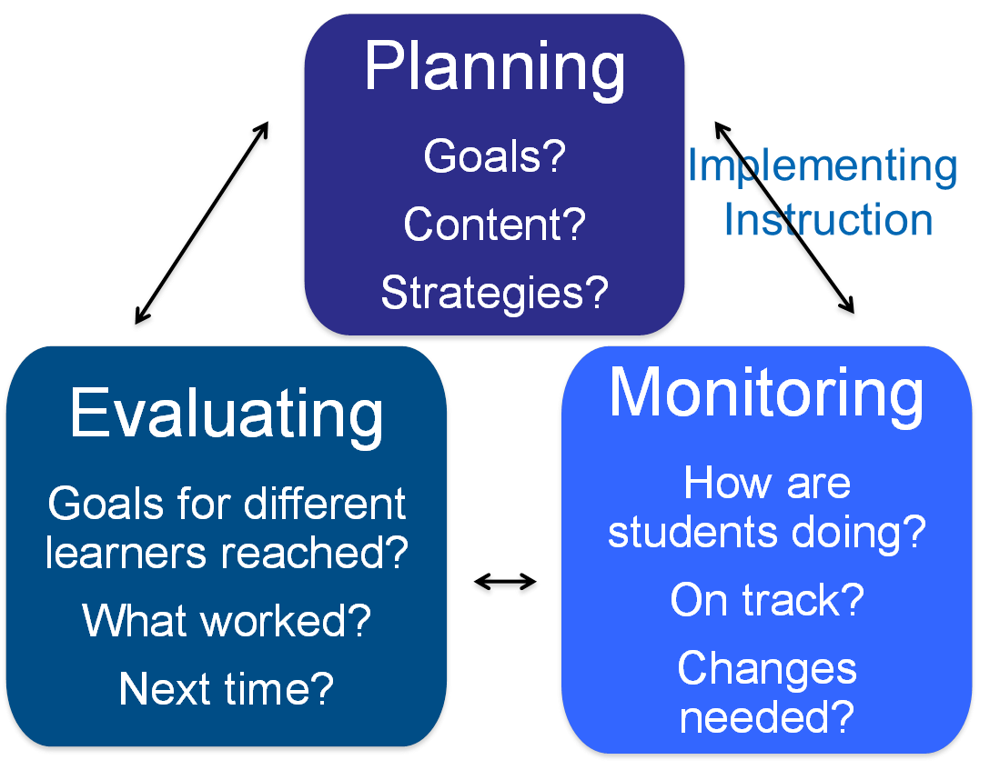 Planning
Goals?
Content?
Strategies?
Implementing
Instruction
Evaluating
Goals for different
learners reached?
What worked?
Next time?
Monitoring
How are
students doing?
On track?
Changes
needed?